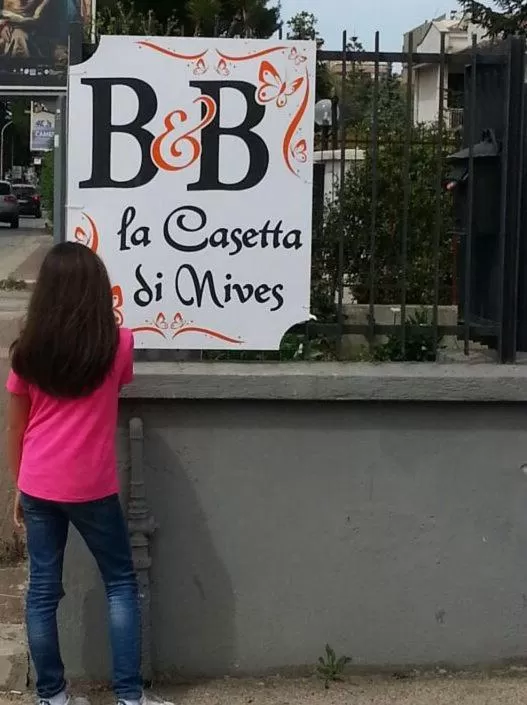 B&B
la Casetta
di Nives